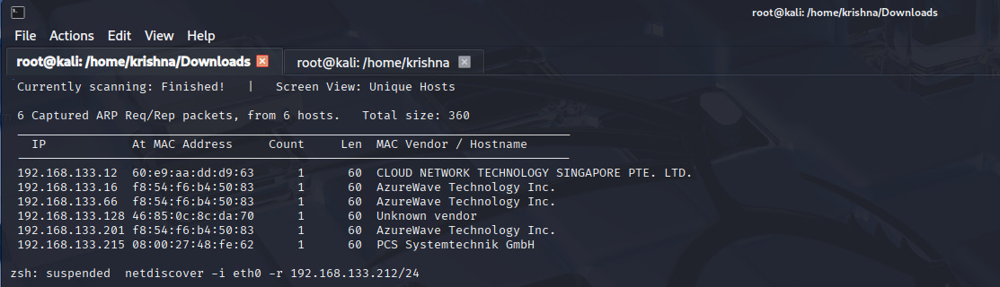 root@kali: /home/krishna/Downloads
File Actions Edit View Help
root@kali: /home/krishna/Downloads root@kali: /home/krishna
Currently scanning: Finished! | Screen View: Unique Hosts
6 Captured ARP Req/Rep packets, from 6 hosts. Total size: 360
IP At MAC Address Count Len MAC Vendor / Hostname
192.168.133.12 60:e9:aa:dd:d9:63 1 60 CLOUD NETWORK TECHNOLOGY SINGAPORE PTE. LTD.
192.168.133.16 f8:54:f6:b4:50:83 1 60 AzureWave Technology Inc.
192.168.133.66 f8:54:f6:b4:50:83 1 60 AzureWave Technology Inc.
192.168.133.128 46:85:0c:8c:da:70 1 60 Unknown vendor
192.168.133.201 f8:54:f6:b4:50:83 1 60 AzureWave Technology Inc.
192.168.133.215 08:00:27:48:fe:62 1 60 PCS Systemtechnik GmbH
zsh: suspended netdiscover -i eth0 -r 192.168.133.212/24